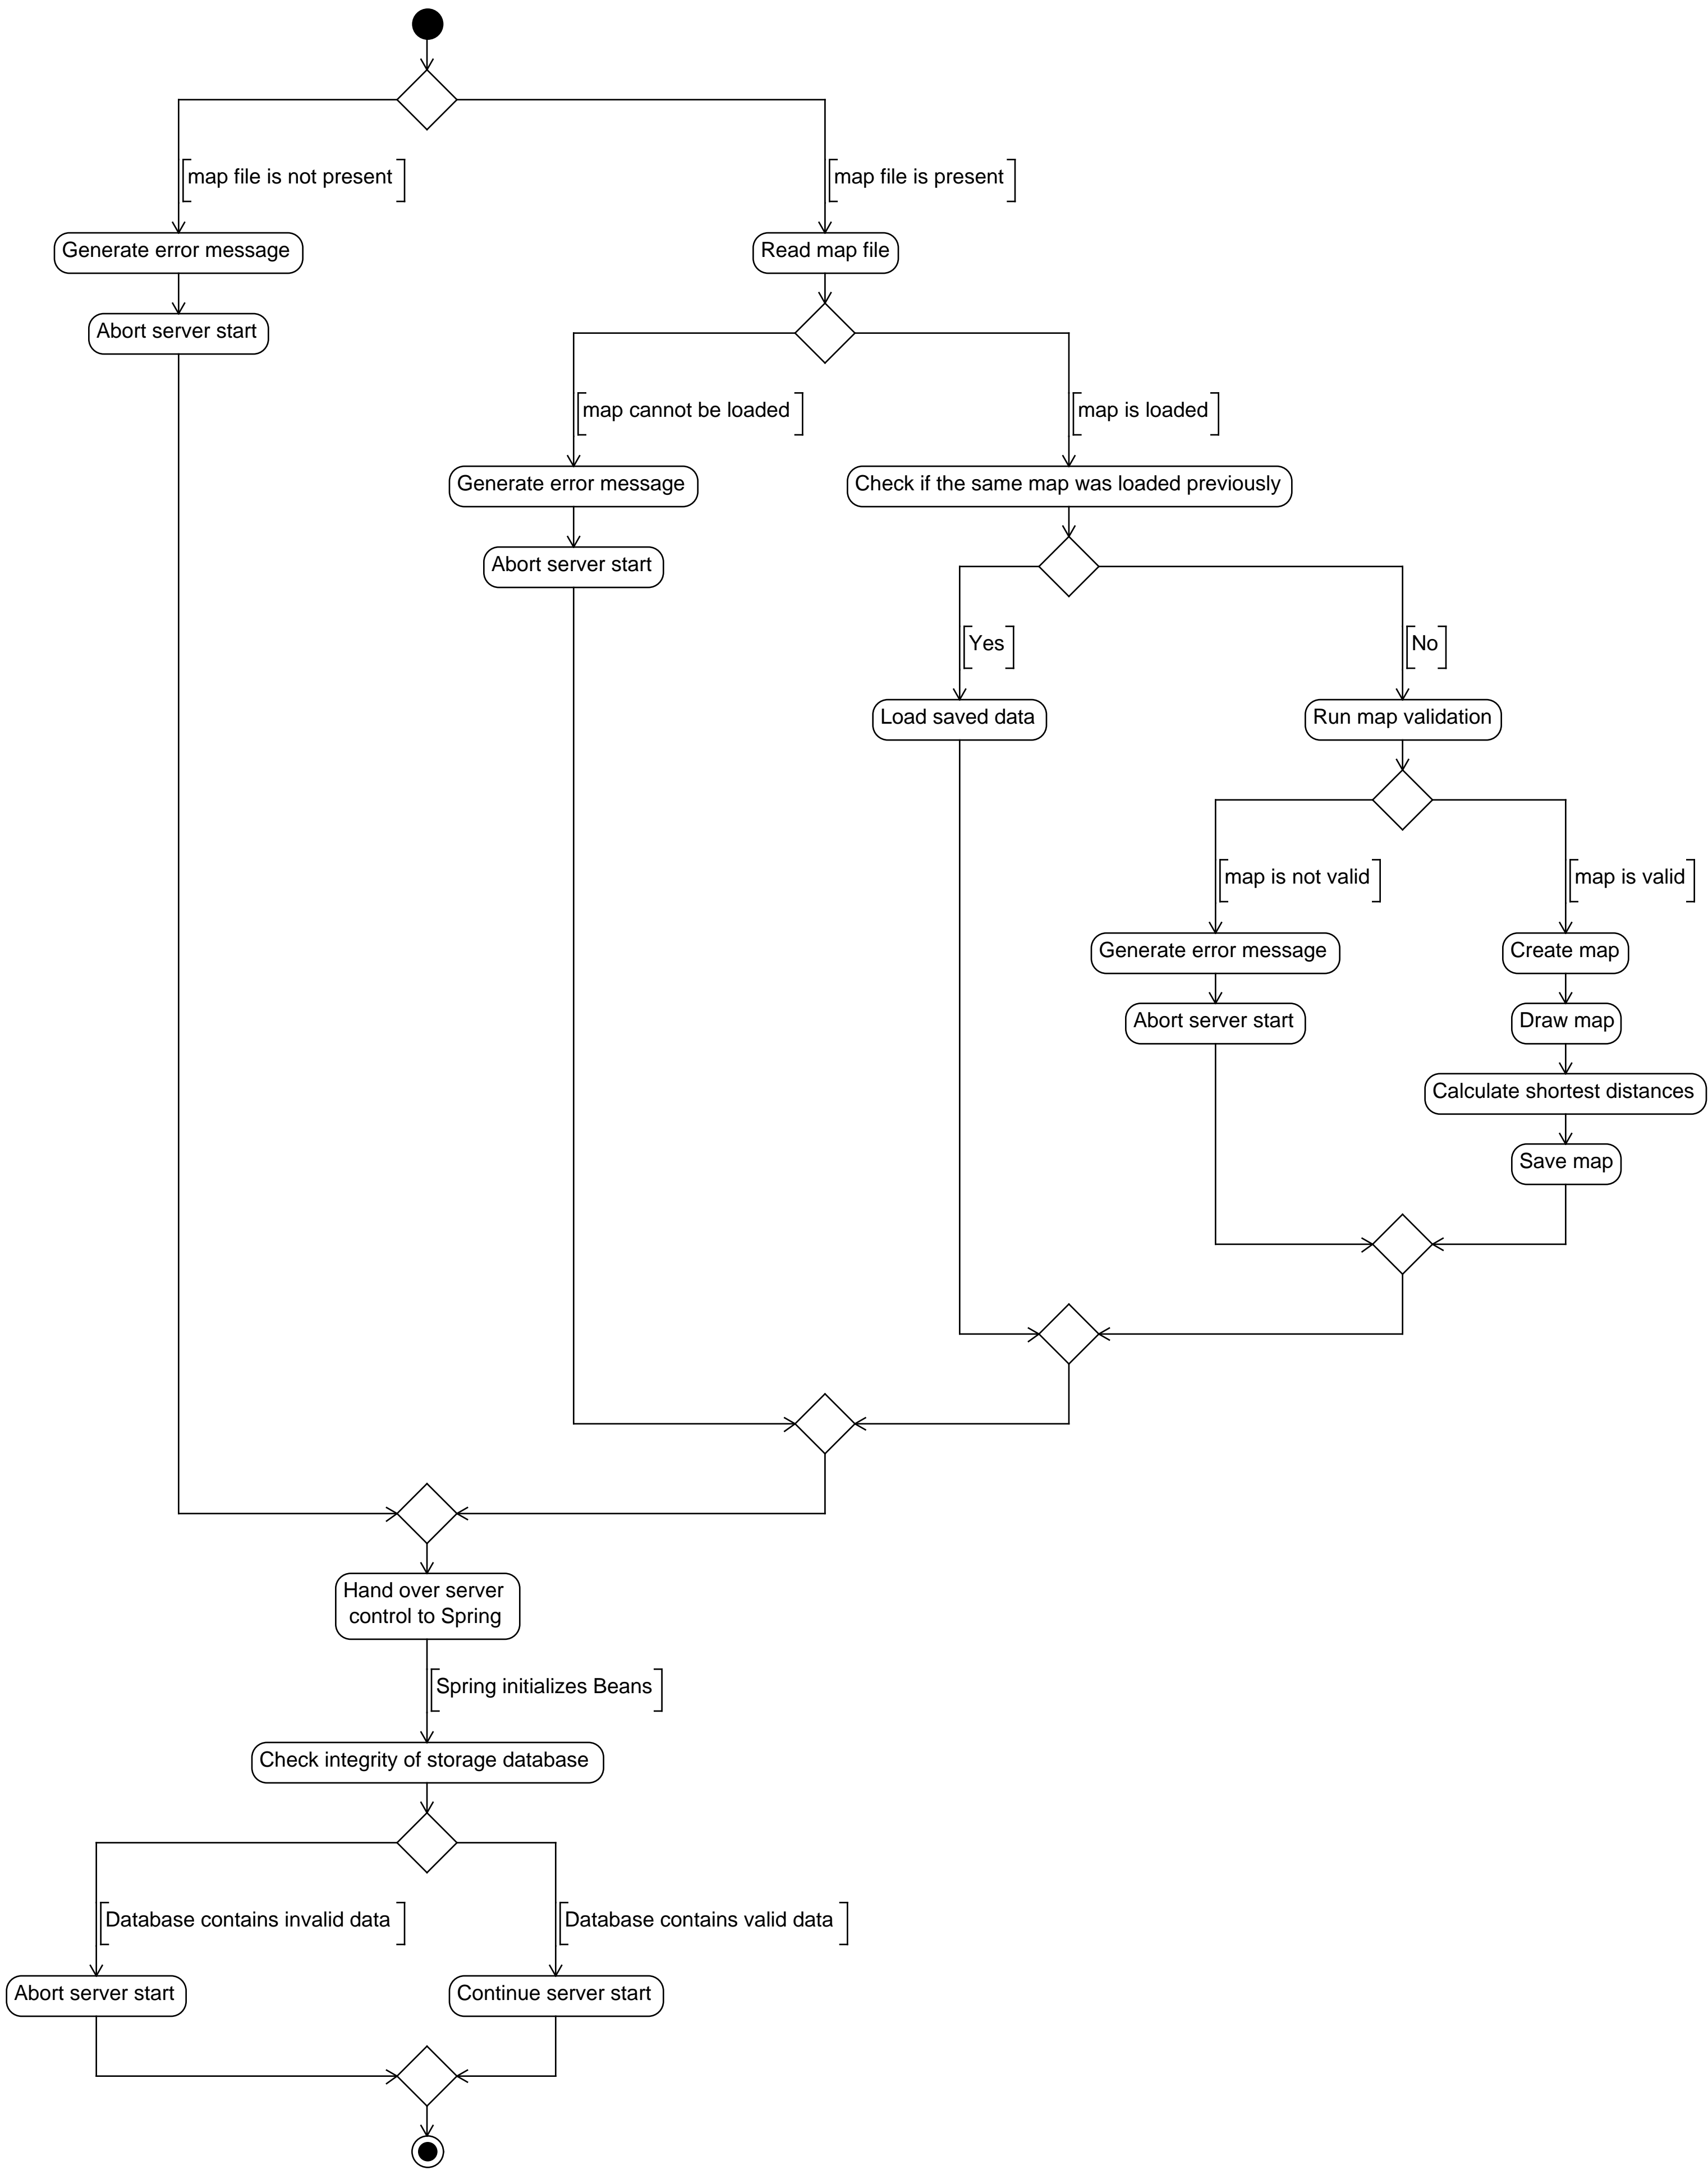 [map file is not present]
[map file is present]
Generate error message
Read map file
Abort server start
[map cannot be loaded]
[map is loaded]
Generate error message
Check if the same map was loaded previously
Abort server start
[Yes]
[No]
Load saved data
Run map validation
[map is not valid]
[map is valid]
Generate error message
Create map
Abort server start
Draw map
Calculate shortest distances
Save map
Hand over server
control to Spring
[Spring initializes Beans]
Check integrity of storage database
[Database contains invalid data]
[Database contains valid data]
Abort server start
Continue server start